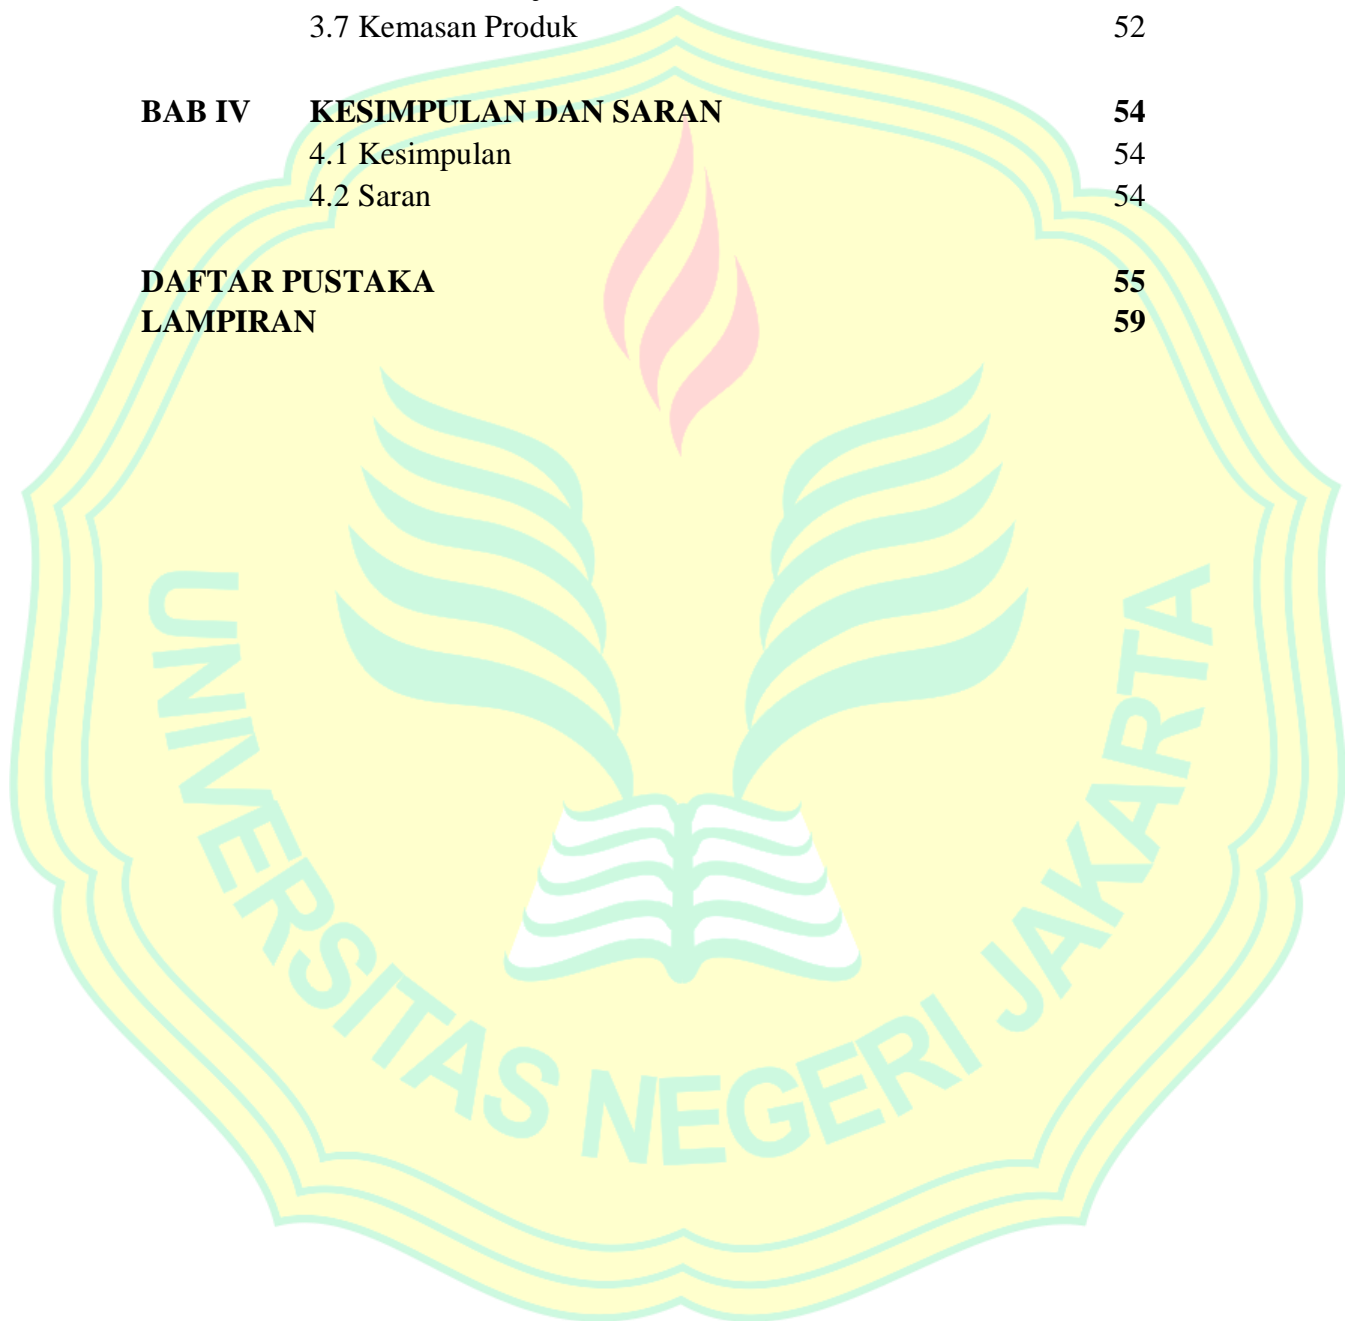 3.7 Kemasan Produk 52
BAB IV KESIMPULAN DAN SARAN 54
4.1 Kesimpulan 54
4.2 Saran 54
DAFTAR PUSTAKA 55
LAMPIRAN 59
UNIVERSITAS NEGERI JAKARTA